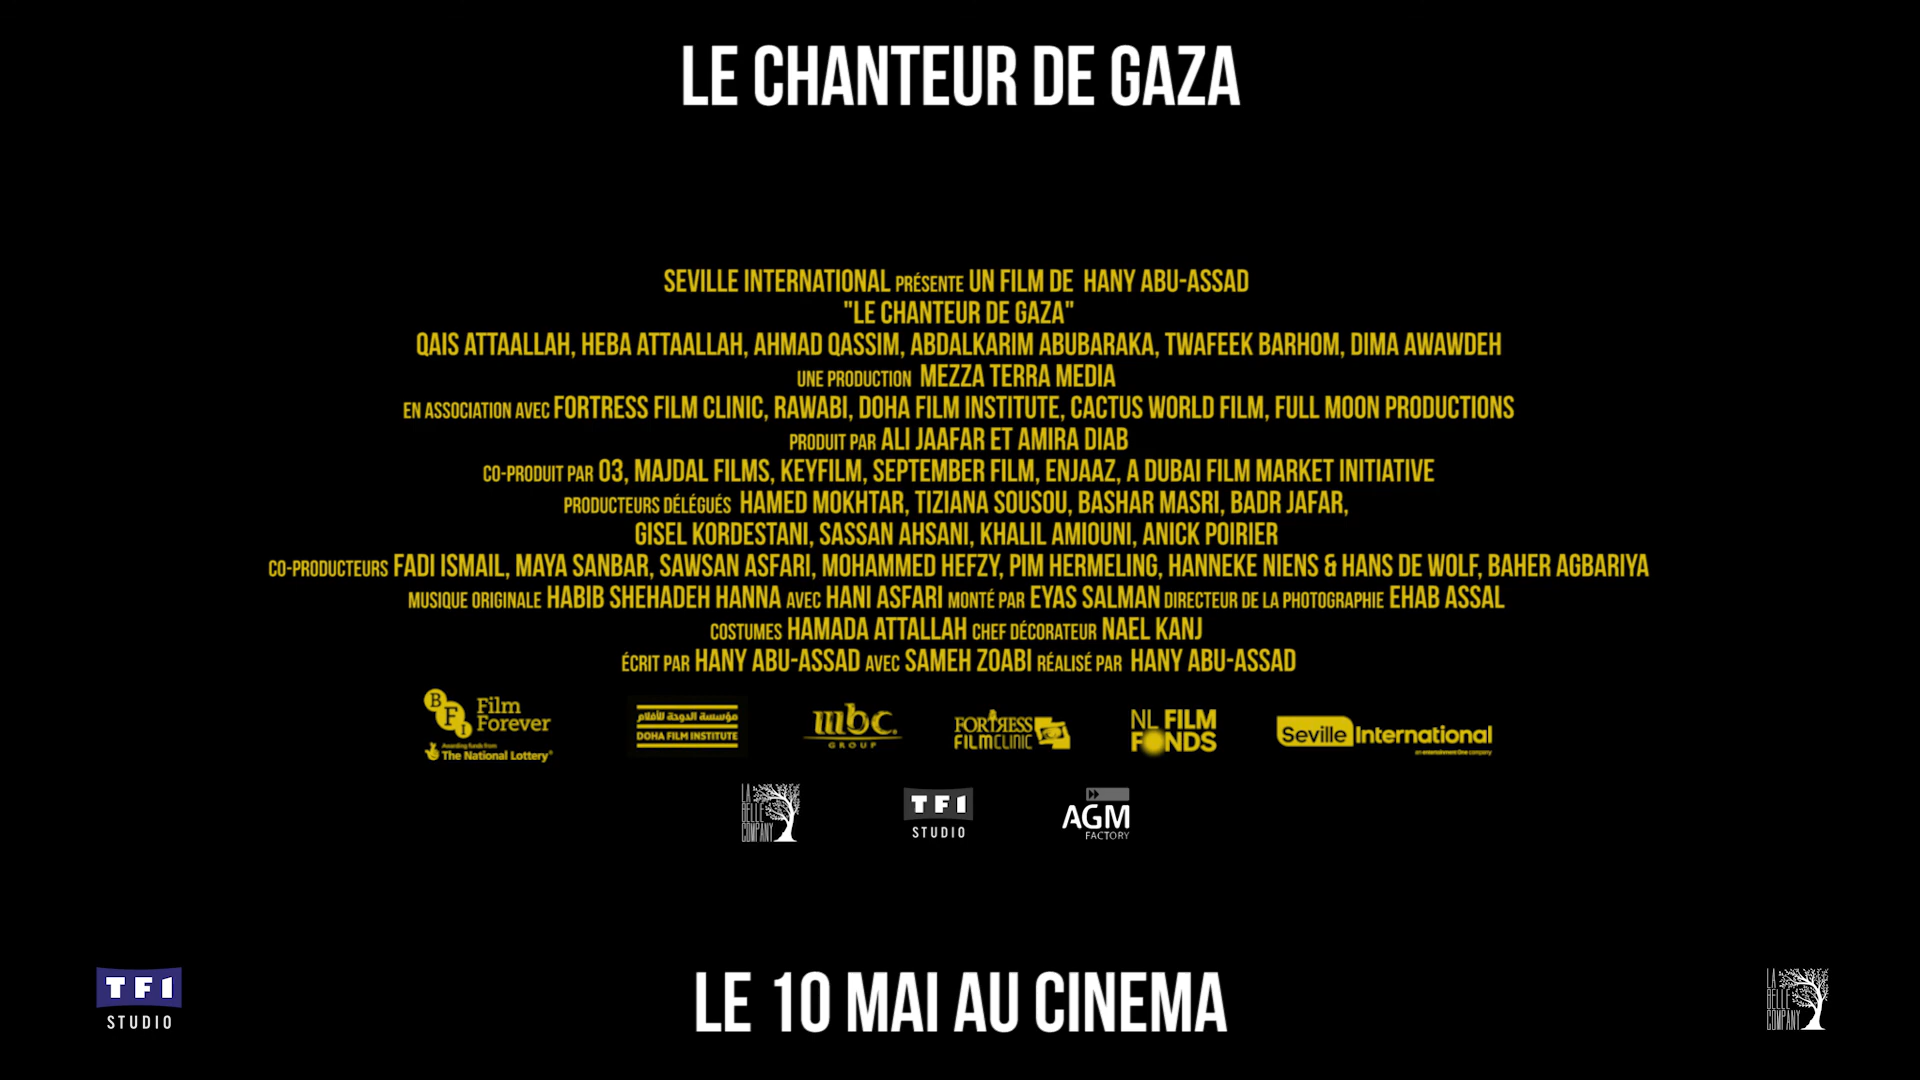 LE CHANTEUR DE GAZA
SEVILLE INTERNATIONAL PRÉSENTE UN FILM DE HANY ABU-ASSAD
"LE CHANTEUR DE GAZA"
QAIS ATTAALLAH, HEBA ATTAALLAH, AHMAD QASSIM, ABDALKARIM ABUBARAKA, TWAFEEK BARHOM, DIMA AWAWDEH
UNE PRODUCTION MEZZA TERRA MEDIA
EN ASSOCIATION AVEC FORTRESS FILM CLINIC, RAWABI, DOHA FILM INSTITUTE, CACTUS WORLD FILM, FULL MOON PRODUCTIONS
PRODUIT PAR ALI JAAFAR ET AMIRA DIAB
CO-PRODUIT PAR O3, MAJDAL FILMS, KEYFILM, SEPTEMBER FILM, ENJAAZ, A DUBAI FILM MARKET INITIATIVE
PRODUCTEURS DÉLÉGUÉS HAMED MOKHTAR, TIZIANA SOUSOU, BASHAR MASRI, BADR JAFAR,
GISEL KORDESTANI, SASSAN AHSANI, KHALIL AMIOUNI, ANICK POIRIER
CO-PRODUCTEURS FADI ISMAIL, MAYA SANBAR, SAWSAN ASFARI, MOHAMMED HEFZY, PIM HERMELING, HANNEKE NIENS & HANS DE WOLF, BAHER AGBARIYA
MUSIQUE ORIGINALE HABIB SHEHADEH HANNA AVEC HANI ASFARI MONTÉ PAR EYAS SALMAN DIRECTEUR DE LA PHOTOGRAPHIE EHAB ASSAL
COSTUMES HAMADA ATTALLAH CHEF DÉCORATEUR NAEL KANJ
ÉCRIT PAR HANY ABU-ASSAD AVEC SAMEH ZOABI RÉALISÉ PAR HANY ABU-ASSAD
BFI Film Forever
Awarding funds from
The National Lottery®
مؤسسة الدوحة للأفلام
DOHA FILM INSTITUTE
mbc
GROUP
FORTRESS
FILMCLINIC
NL FILM
FONDS
Seville International
an entertainment One company
LA BELLE COMPANY
TF1
STUDIO
AGM
FACTORY
TF1
STUDIO
LE 10 MAI AU CINEMA
LA BELLE COMPANY